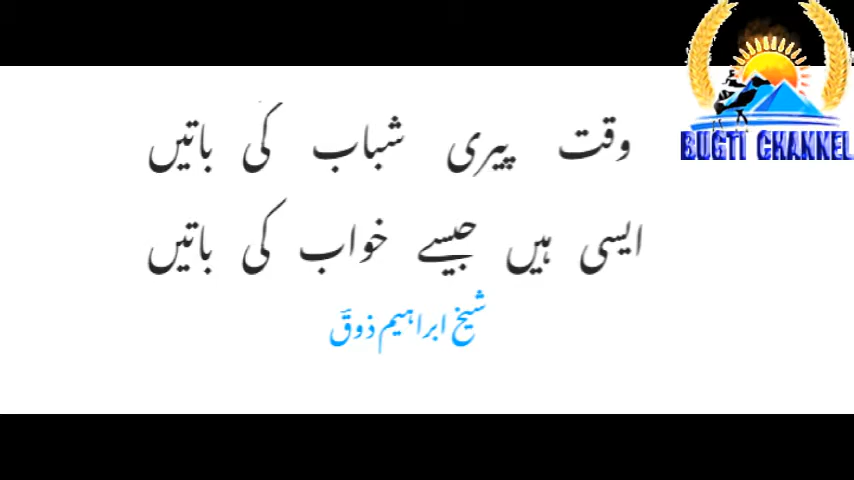 BUGTI CHANNEL
وقت پیری شباب کی باتیں
ایسی ہیں جیسے خواب کی باتیں
شیخ ابراہیم ذوقؔ